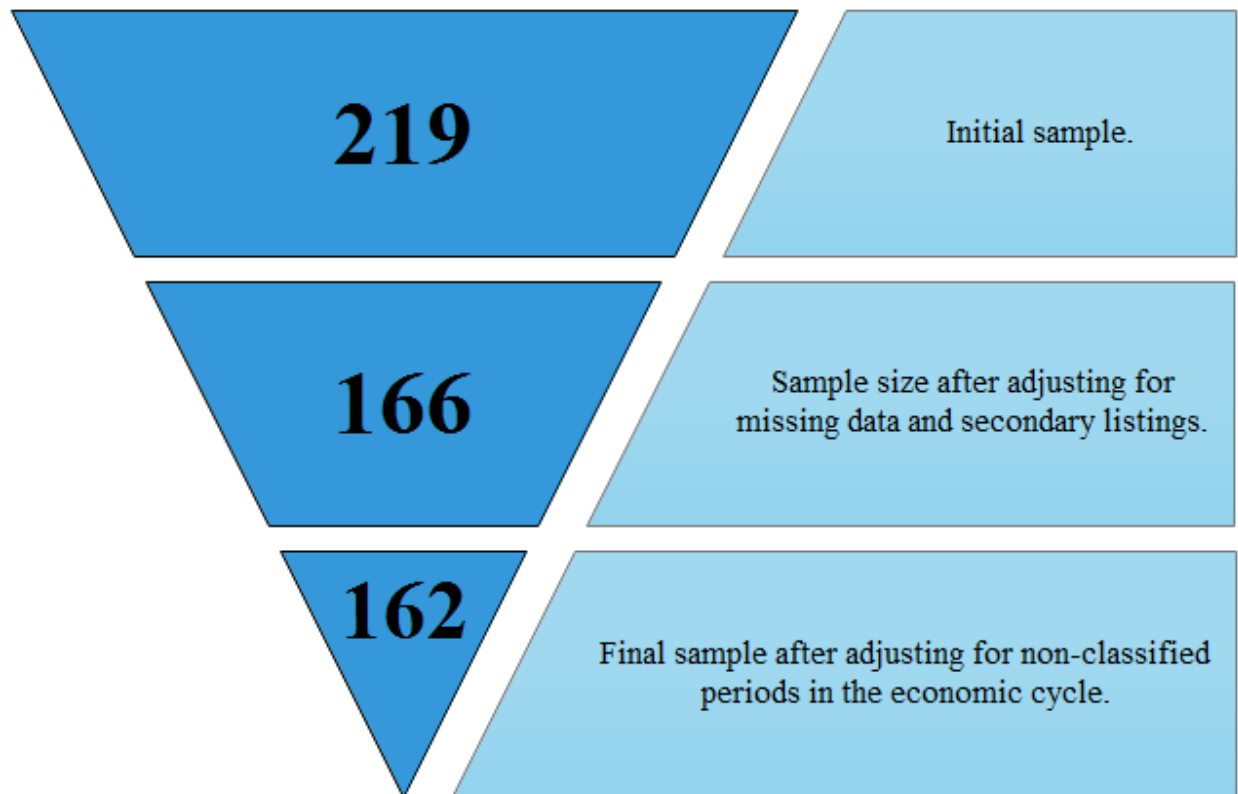 219
Initial sample.
166
Sample size after adjusting for
missing data and secondary listings.
162
Final sample after adjusting for non-classified
periods in the economic cycle.